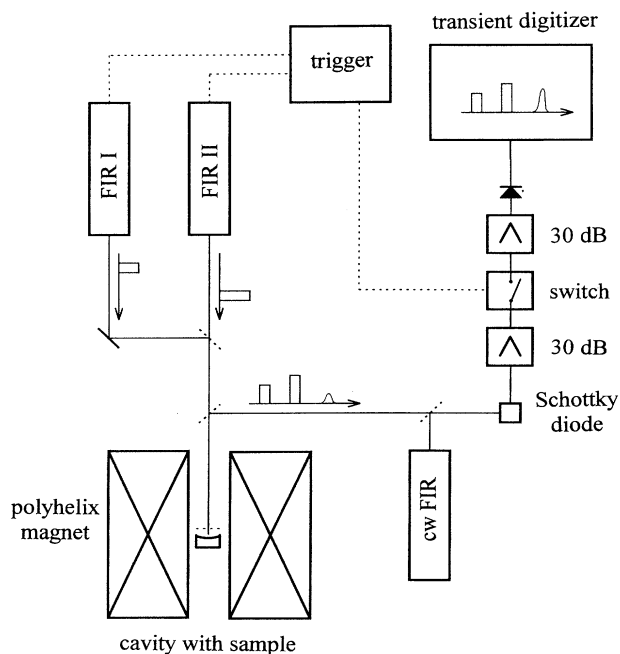 transient digitizer
trigger
FIR I
FIR II
30 dB
switch
30 dB
Schottky
diode
polyhelix
magnet
cw FIR
cavity with sample